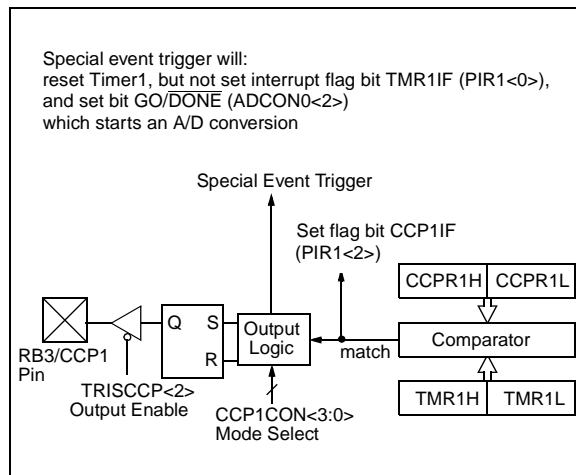 Special event trigger will:
reset Timer1, but not set interrupt flag bit TMR1IF (PIR1<0>),
and set bit GO/DONE (ADCON0<2>)
which starts an A/D conversion
Special Event Trigger
Set flag bit CCP1IF
(PIR1<2>)
CCPR1H CCPR1L
Q S
R
Output
Logic
match
Comparator
RB3/CCP1
Pin
TRISCCP<2>
Output Enable
CCP1CON<3:0>
Mode Select
TMR1H TMR1L